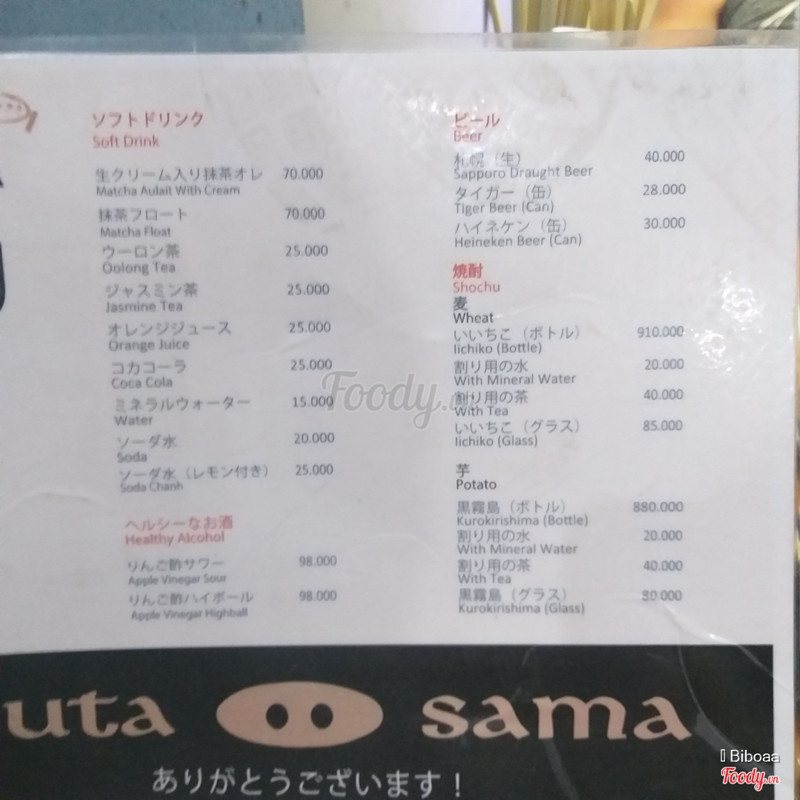 ソフトドリンク
Soft Drink
生クリーム入り抹茶オレ 70.000
Matcha Aulait With Cream
抹茶フロート 70.000
Matcha Float
ウーロン茶 25.000
Oolong Tea
ジャスミン茶 25.000
Jasmine Tea
オレンジジュース 25.000
Orange Juice
コカコーラ 25.000
Coca Cola
ミネラルウォーター 15.000
Water
ソーダ水 20.000
Soda
ソーダ水（レモン付き） 25.000
Soda Chanh
ヘルシーなお酒
Healthy Alcohol
りんご酢サワー 98.000
Apple Vinegar Sour
りんご酢ハイボール 98.000
Apple Vinegar Highball
ビール
Beer
札幌（生） 40.000
Sapporo Draught Beer
タイガー（缶） 28.000
Tiger Beer (Can)
ハイネケン（缶） 30.000
Heineken Beer (Can)
焼酎
Shochu
麦
Wheat
いいちこ（ボトル） 910.000
Iichiko (Bottle)
割り用の水 20.000
With Mineral Water
割り用の茶 40.000
With Tea
いいちこ（グラス） 85.000
Iichiko (Glass)
芋
Potato
黒霧島（ボトル） 880.000
Kurokirishima (Bottle)
割り用の水 20.000
With Mineral Water
割り用の茶 40.000
With Tea
黒霧島（グラス） 80.000
Kurokirishima (Glass)
uta sama
ありがとうございます！
Foody.vn
Biboaa
Foody.vn